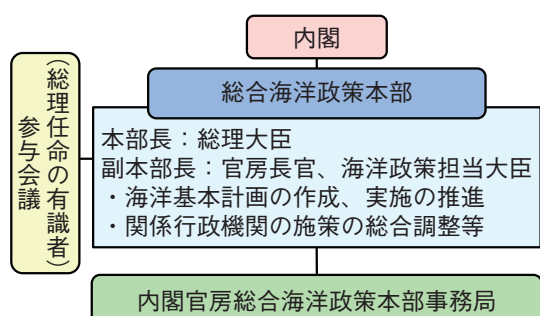 内閣
総合海洋政策本部
本部長：総理大臣
副本部長：官房長官、海洋政策担当大臣
・海洋基本計画の作成、実施の推進
・関係行政機関の施策の総合調整等
参与会議
（総理任命の有識者）
内閣官房総合海洋政策本部事務局